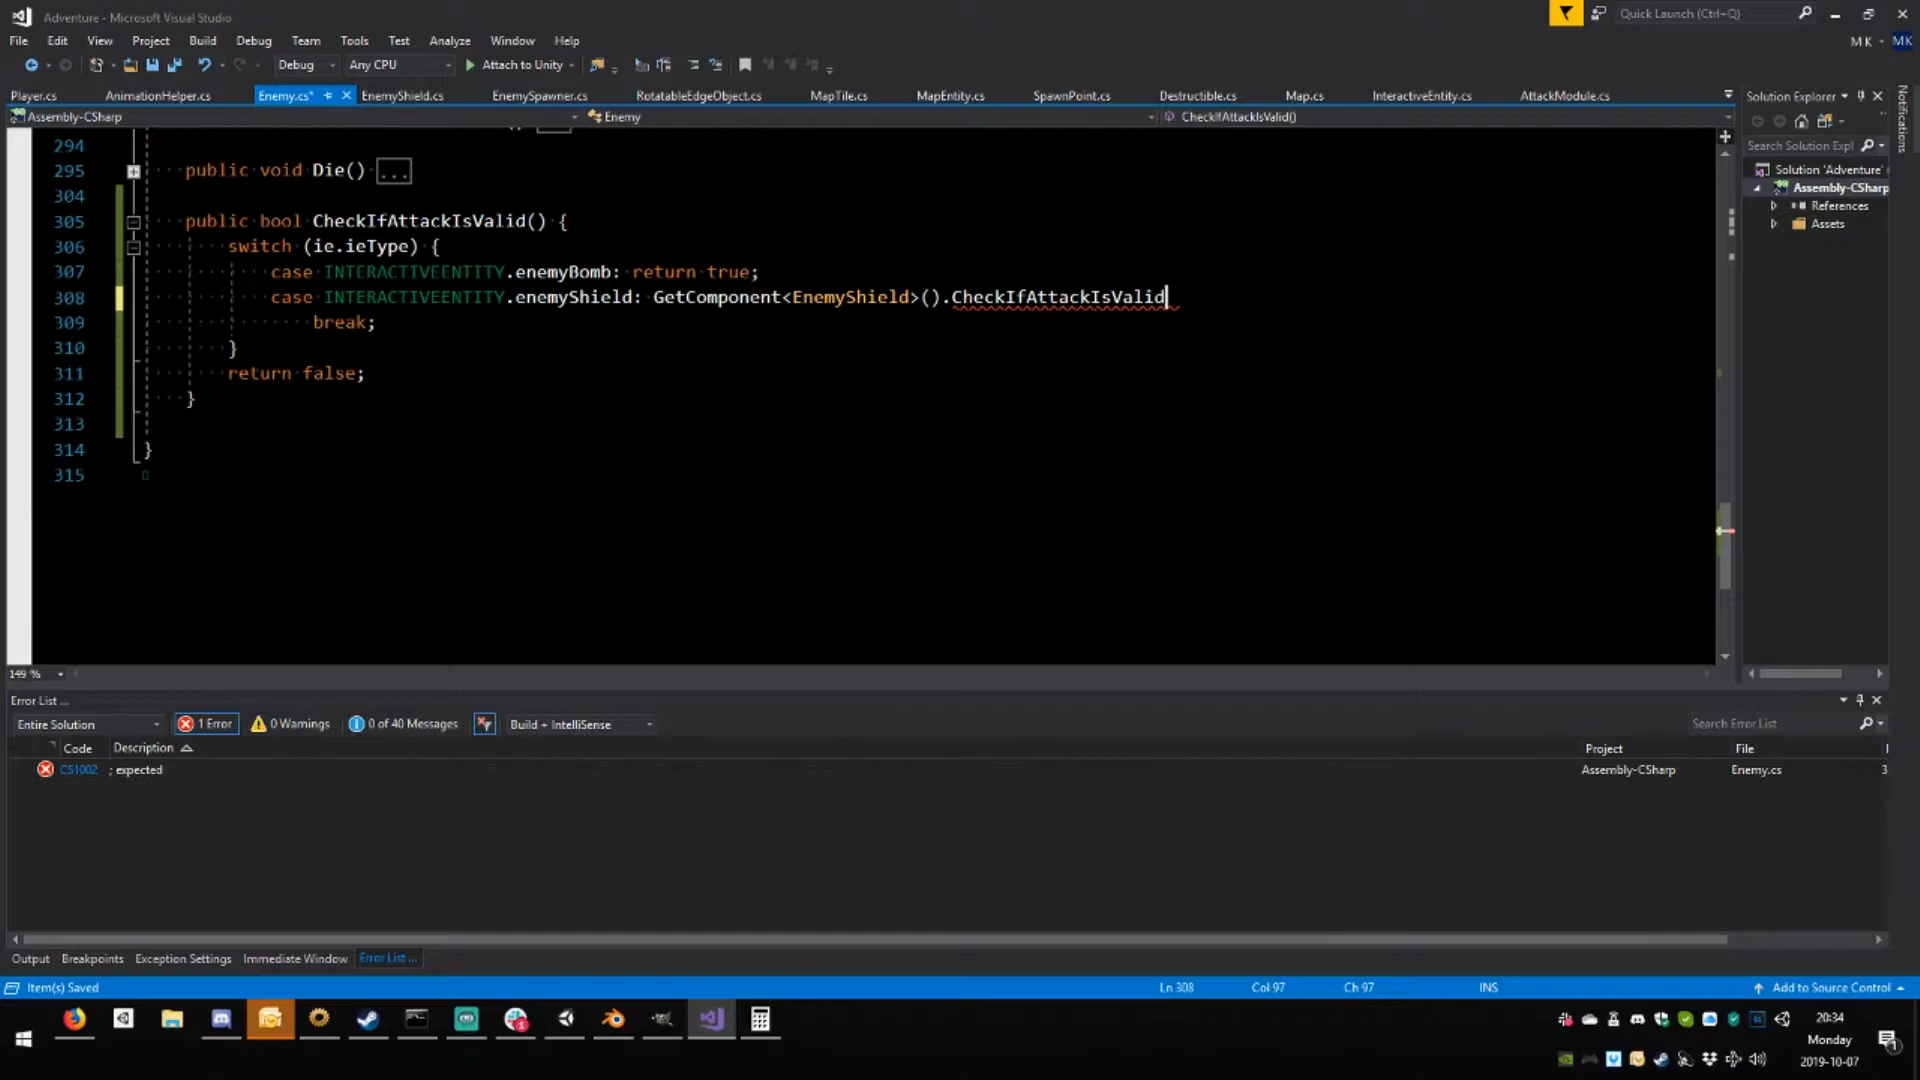 Adventure - Microsoft Visual Studio
Quick Launch (Ctrl+Q)
File Edit View Project Build Debug Team Tools Test Analyze Window Help
MK MK
Debug Any CPU Attach to Unity
Player.cs AnimationHelper.cs Enemy.cs* EnemyShield.cs EnemySpawner.cs RotatableEdgeObject.cs MapTile.cs MapEntity.cs SpawnPoint.cs Destructible.cs Map.cs InteractiveEntity.cs AttackModule.cs
Solution Explorer
Notifications
Assembly-CSharp Enemy CheckIfAttackIsValid()
Search Solution Expl
Solution 'Adventure'
Assembly-CSharp
References
Assets
294
295 public void Die() ...
304
305 public bool CheckIfAttackIsValid() {
306 switch (ie.ieType) {
307 case INTERACTIVEENTITY.enemyBomb: return true;
308 case INTERACTIVEENTITY.enemyShield: GetComponent<EnemyShield>().CheckIfAttackIsValid
309 break;
310 }
311 return false;
312 }
313
314 }
315
149 %
Error List ...
Entire Solution 1 Error 0 Warnings 0 of 40 Messages Build + IntelliSense
Search Error List
Code Description Project File
CS1002 ; expected Assembly-CSharp Enemy.cs 3
Output Breakpoints Exception Settings Immediate Window Error List ...
Item(s) Saved Ln 308 Col 97 Ch 97 INS Add to Source Control
20:34
Monday
2019-10-07